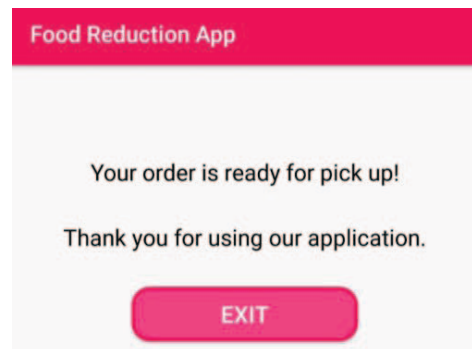 Food Reduction App
Your order is ready for pick up!
Thank you for using our application.
EXIT